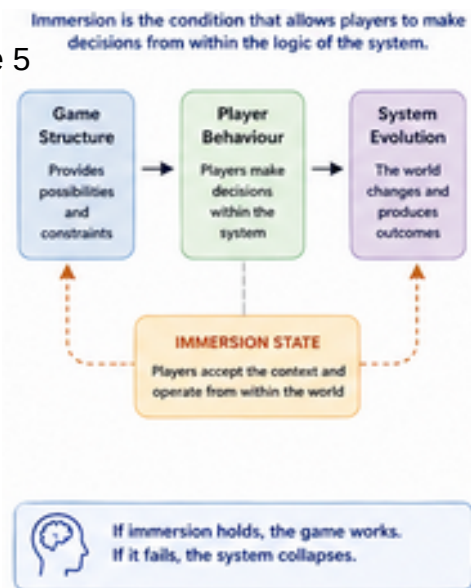 Immersion is the condition that allows players to make
decisions from within the logic of the system.
5
Game
Structure
Provides
possibilities
and
constraints
Player
Behaviour
Players make
decisions
within the
system
System
Evolution
The world
changes and
produces
outcomes
IMMERSION STATE
Players accept the context and
operate from within the world
If immersion holds, the game works.
If it fails, the system collapses.